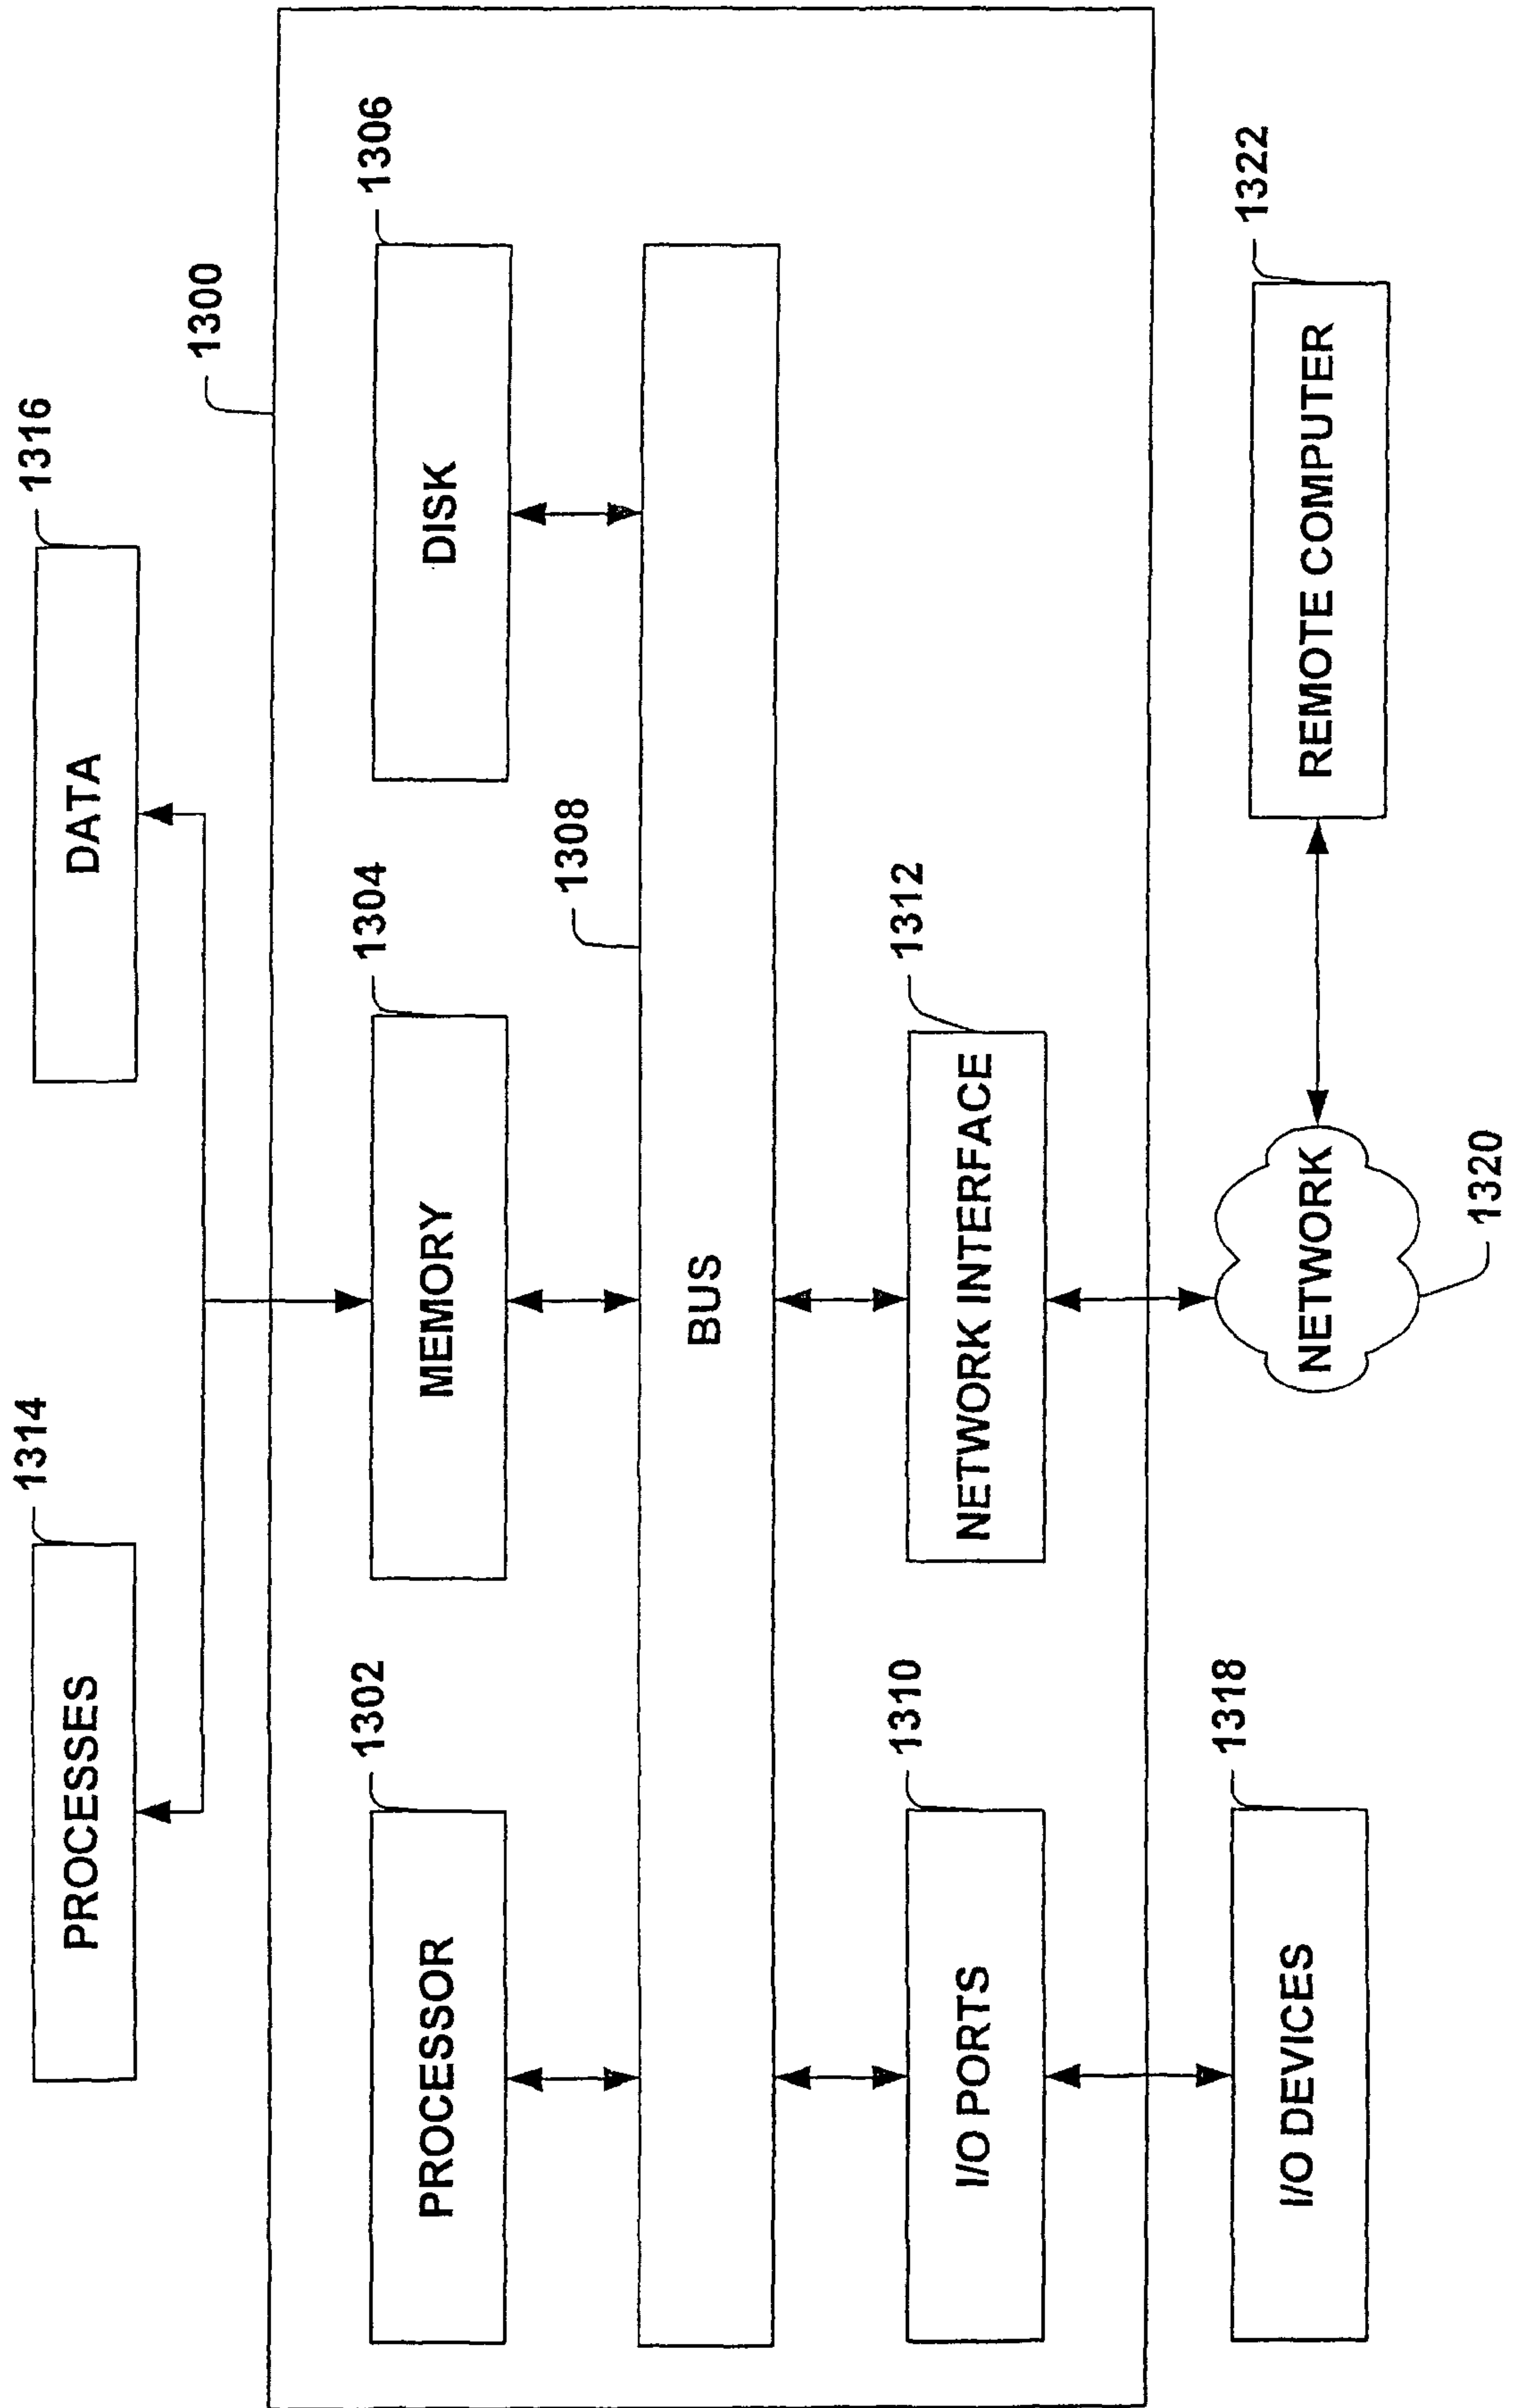 PROCESSES
1314
DATA
1316
1300
PROCESSOR
1302
MEMORY
1304
DISK
1306
BUS
1308
I/O PORTS
1310
NETWORK INTERFACE
1312
I/O DEVICES
1318
NETWORK
1320
REMOTE COMPUTER
1322